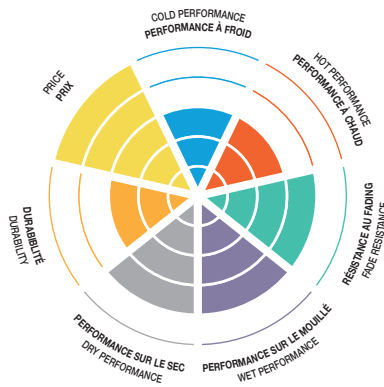 COLD PERFORMANCE
PERFORMANCE À FROID
HOT PERFORMANCE
PERFORMANCE À CHAUD
RÉSISTANCE AU FADING
FADE RESISTANCE
PERFORMANCE SUR LE MOUILLÉ
WET PERFORMANCE
PERFORMANCE SUR LE SEC
DRY PERFORMANCE
DURABIBLITÉ
DURABILITY
PRICE
PRIX